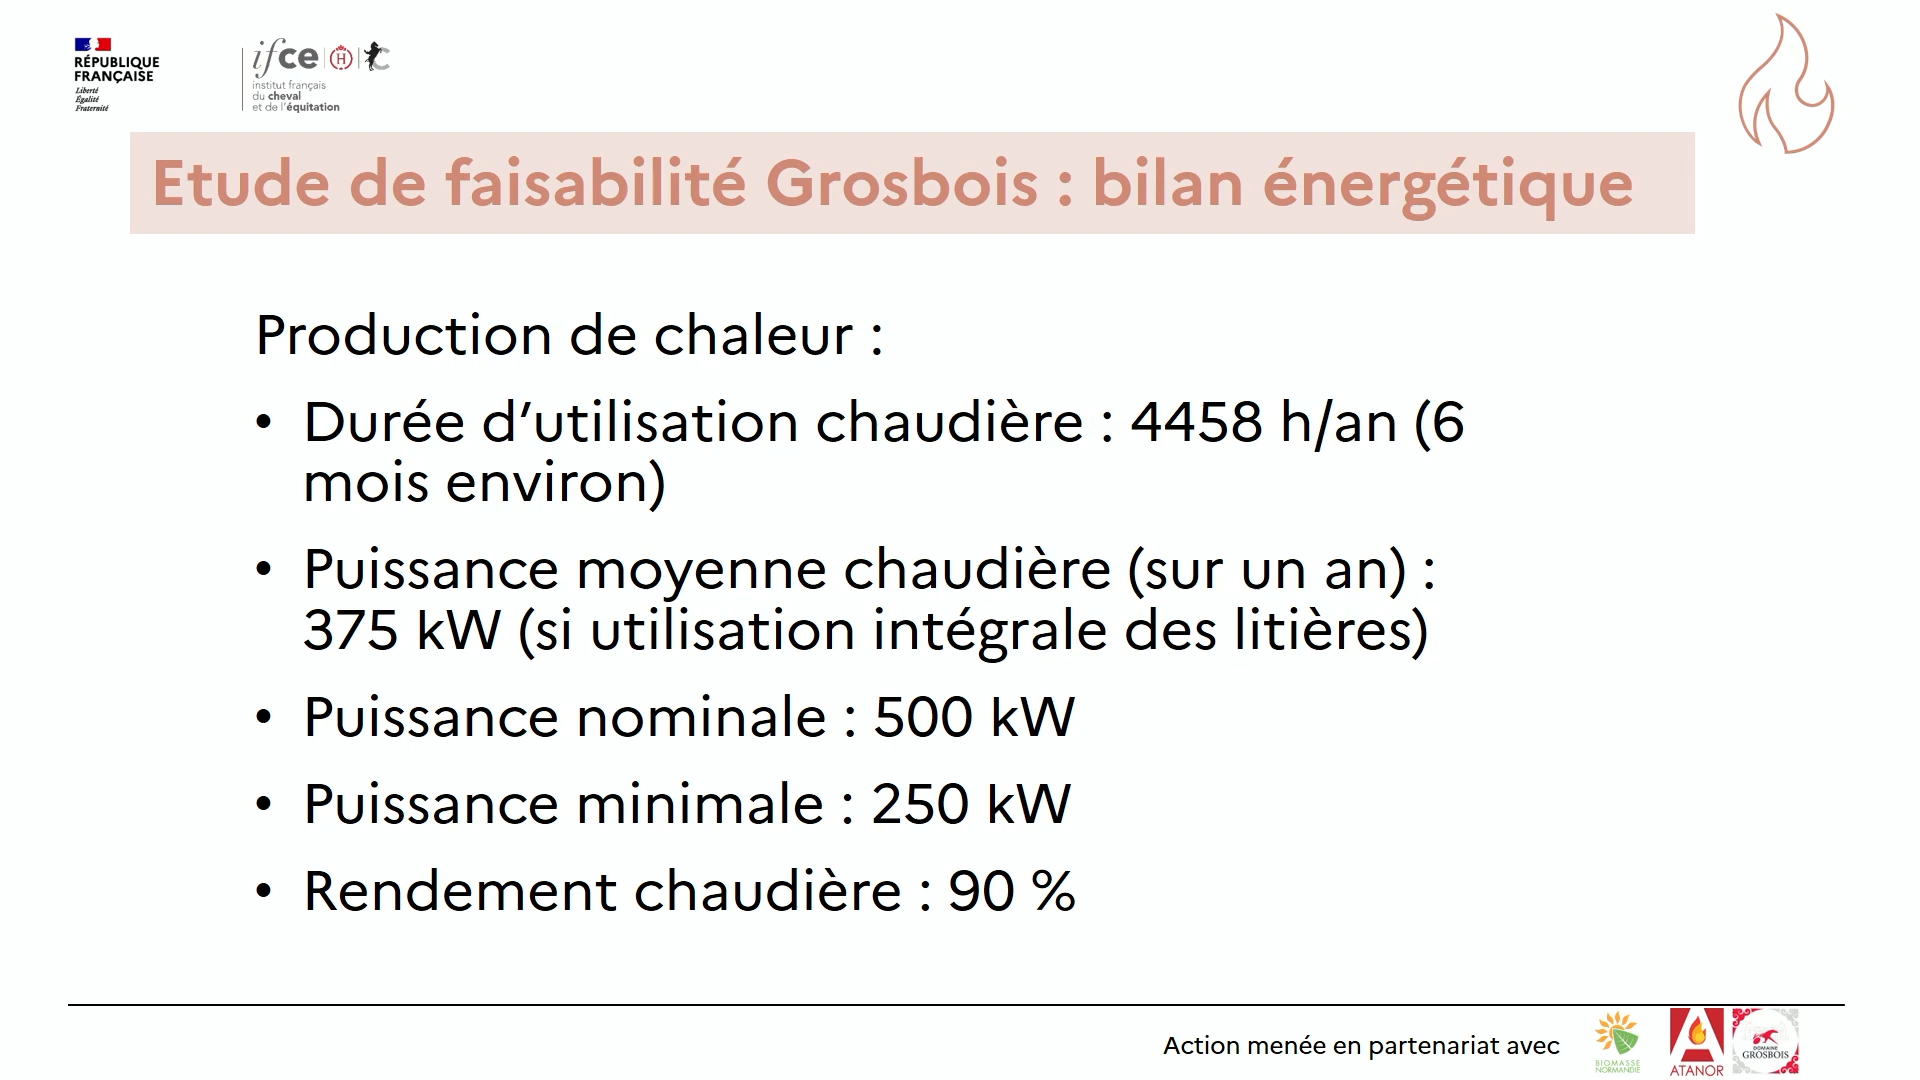 RÉPUBLIQUE
FRANÇAISE
Liberté
Égalité
Fraternité
ifce H
institut français
du cheval
et de l'équitation
Etude de faisabilité Grosbois : bilan énergétique
Production de chaleur :
• Durée d’utilisation chaudière : 4458 h/an (6
mois environ)
• Puissance moyenne chaudière (sur un an) :
375 kW (si utilisation intégrale des litières)
• Puissance nominale : 500 kW
• Puissance minimale : 250 kW
• Rendement chaudière : 90 %
Action menée en partenariat avec
BIOMASSE
NORMANDIE
ATANOR
DOMAINE
GROSBOIS